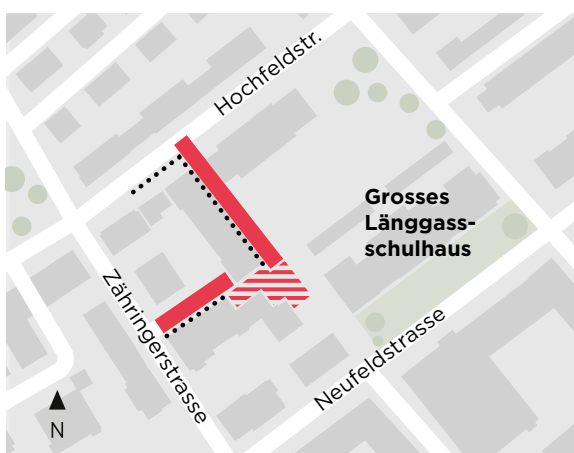 Hochfeldstr.
Grosses
Länggass-
schulhaus
Zähringerstrasse
Neufeldstrasse
N